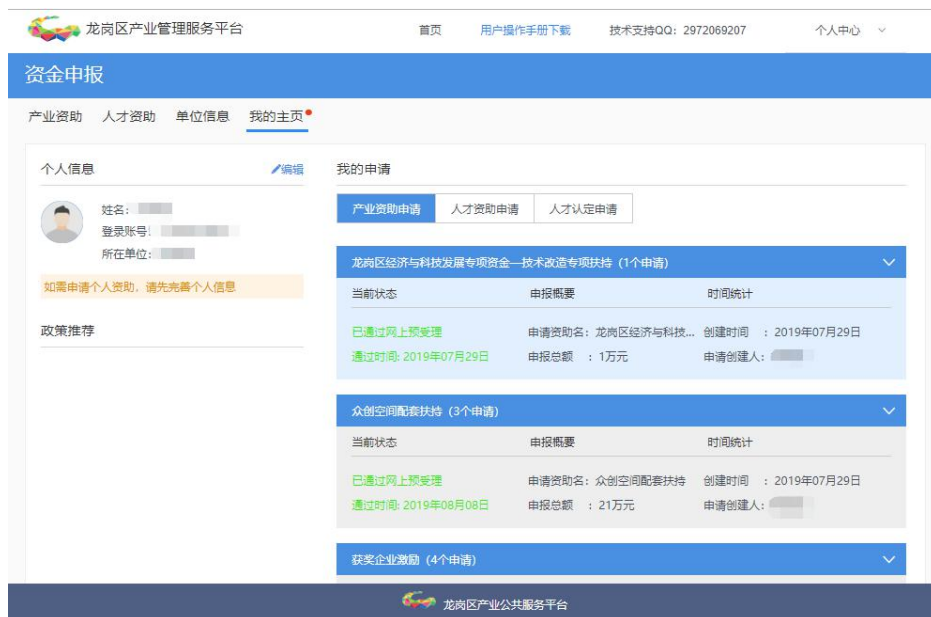 龙岗区产业管理服务平台 首页 用户操作手册下载 技术支持QQ：2972069207 个人中心
资金申报
产业资助 人才资助 单位信息 我的主页
个人信息 编辑
姓名：
登录账号：
所在单位：
如需申请个人资助，请先完善个人信息
政策推荐
我的申请
产业资助申请 人才资助申请 人才认定申请
龙岗区经济与科技发展专项资金—技术改造专项扶持（1个申请）
当前状态 申报概要 时间统计
已通过网上预受理 申请资助名：龙岗区经济与科技... 创建时间 ：2019年07月29日
通过时间: 2019年07月29日 申报总额 ：1万元 申请创建人：
众创空间配套扶持（3个申请）
当前状态 申报概要 时间统计
已通过网上预受理 申请资助名：众创空间配套扶持 创建时间 ：2019年07月29日
通过时间: 2019年08月08日 申报总额 ：21万元 申请创建人：
获奖企业激励（4个申请）
龙岗区产业公共服务平台